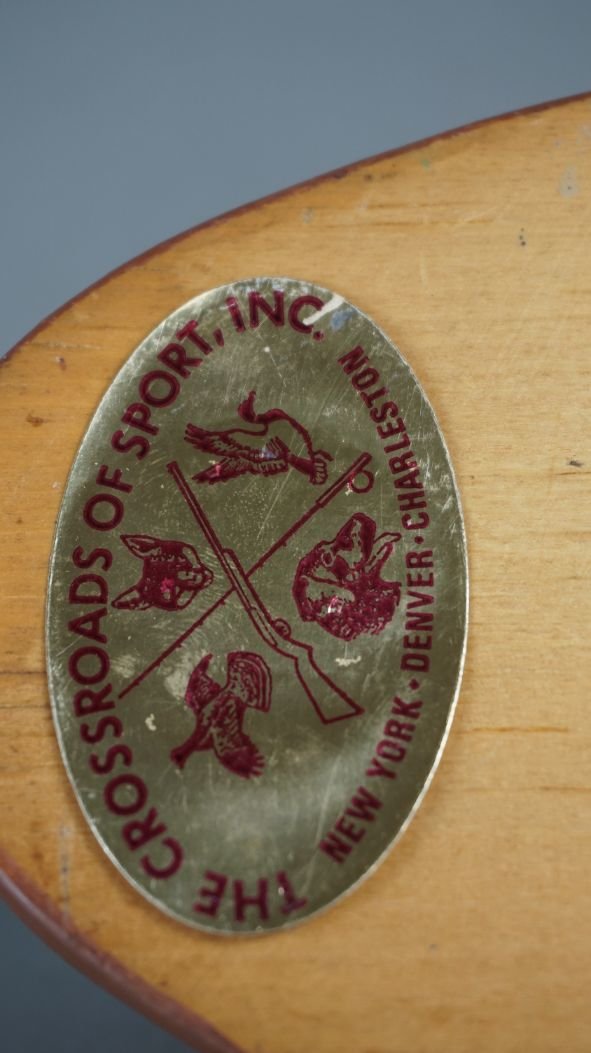 THE CROSSROADS OF SPORT, INC.
NEW YORK · DENVER · CHARLESTON